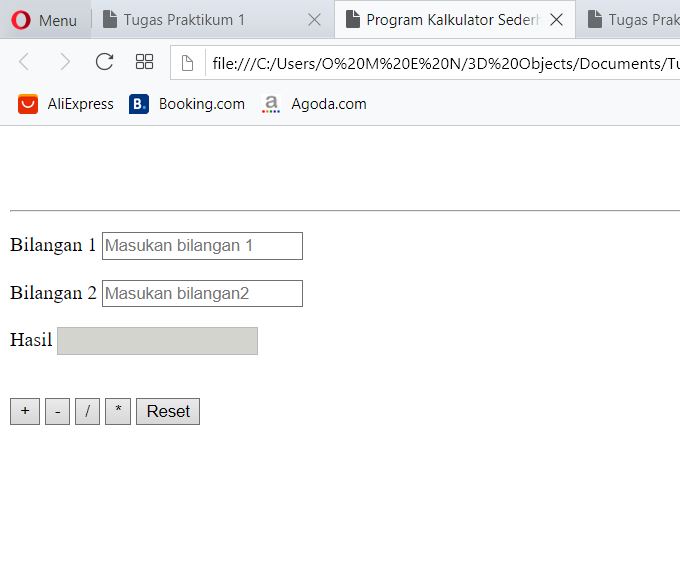 Menu Tugas Praktikum 1 Program Kalkulator Sederh Tugas Prak
file:///C:/Users/O%20M%20E%20N/3D%20Objects/Documents/Tu
AliExpress B. Booking.com a Agoda.com
Bilangan 1 Masukan bilangan 1
Bilangan 2 Masukan bilangan2
Hasil
+ - / * Reset